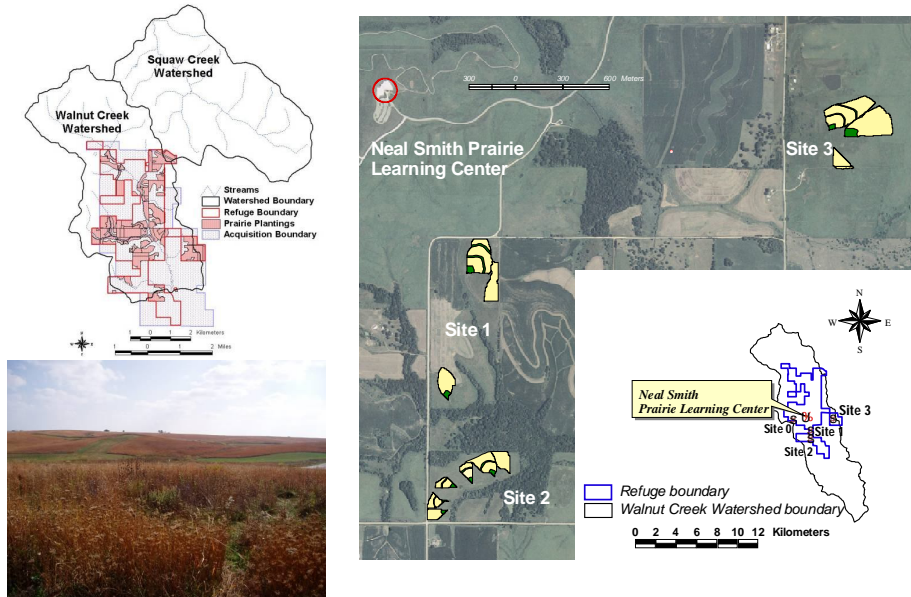 Squaw Creek
Watershed
Walnut Creek
Watershed
Streams
Watershed Boundary
Refuge Boundary
Prairie Plantings
Acquisition Boundary
1 0 1 2 Kilometers
1 0 1 2 Miles
300 0 300 600 Meters
Neal Smith Prairie
Learning Center
Site 3
Site 1
Site 2
N
W E
S
Neal Smith
Prairie Learning Center
Site 3
Site 0
Site 1
Site 2
Refuge boundary
Walnut Creek Watershed boundary
0 2 4 6 8 10 12 Kilometers